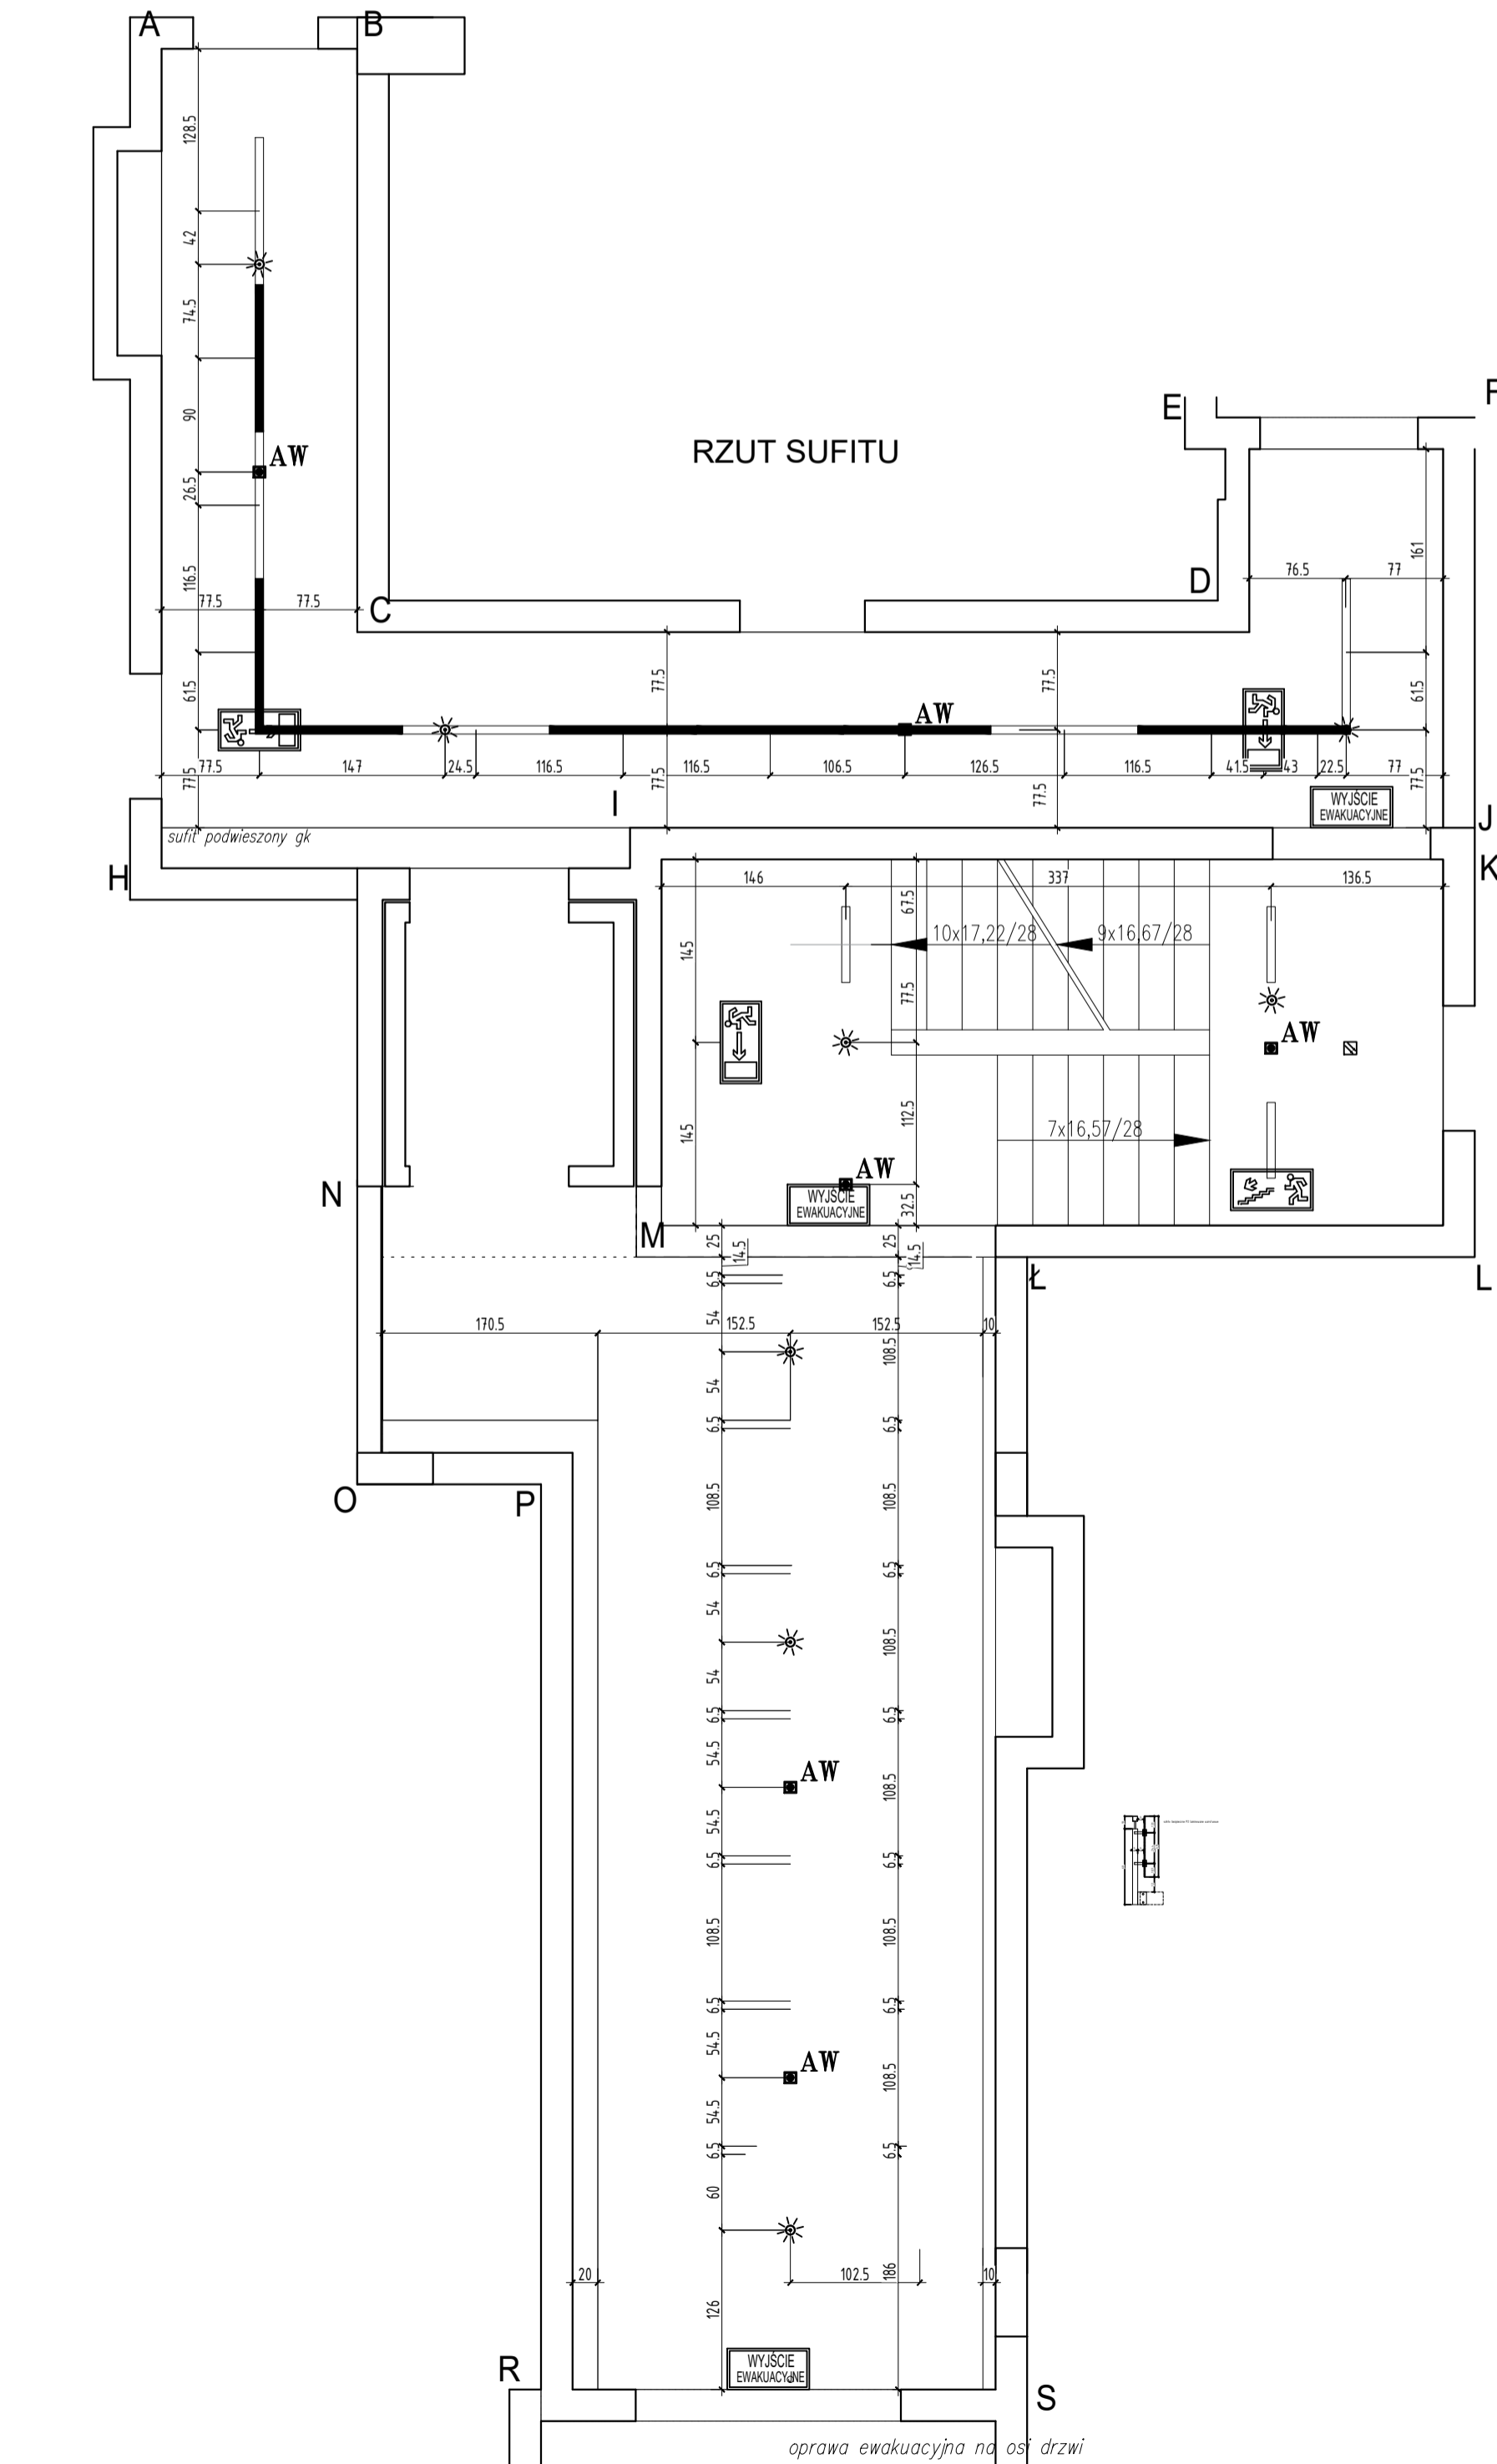 A
B
128.5
42
74.5
90
AW
26.5
116.5
77.5
77.5
61.5
77.5
C
RZUT SUFITU
E
F
D
76.5
77
161
61.5
77.5
77.5
77.5
AW
77.5
147
24.5
116.5
116.5
106.5
126.5
116.5
41.5
43
22.5
77
77.5
77.5
I
WYJŚCIE
EWAKUACYJNE
J
sufit podwieszony gk
H
K
146
337
136.5
67.5
10x17,22/28
9x16,67/28
145
77.5
AW
112.5
7x16,57/28
145
AW
WYJŚCIE
EWAKUACYJNE
32.5
N
M
25
14.5
25
14.5
Ł
L
6.5
6.5
54
170.5
152.5
152.5
10
108.5
54
6.5
6.5
O
P
108.5
108.5
6.5
6.5
54
108.5
54
6.5
6.5
54.5
AW
108.5
54.5
6.5
6.5
108.5
108.5
6.5
6.5
54.5
AW
108.5
54.5
6.5
6.5
60
20
102.5
186
10
126
R
WYJŚCIE
EWAKUACYJNE
S
oprawa ewakuacyjna na osi drzwi